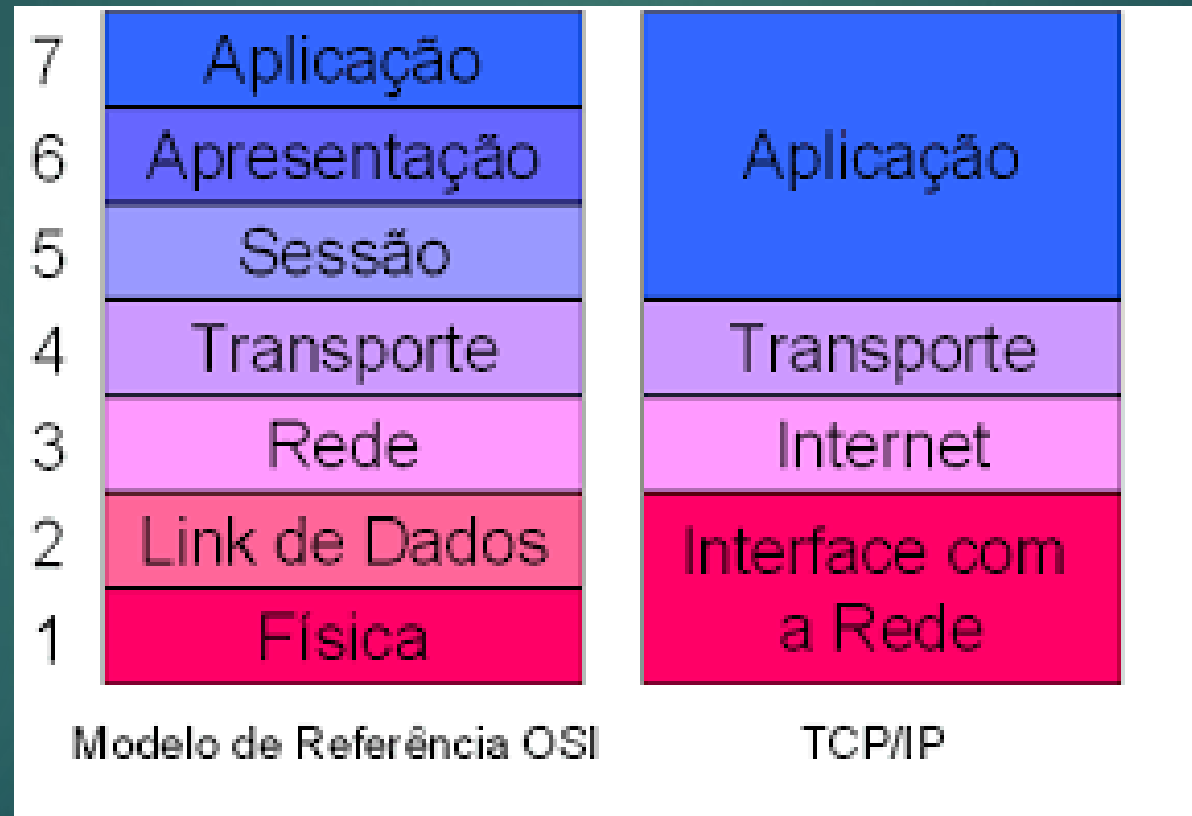 7 Aplicação
6 Apresentação
5 Sessão
4 Transporte
3 Rede
2 Link de Dados
1 Física
Modelo de Referência OSI
Aplicação
Transporte
Internet
Interface com
a Rede
TCP/IP